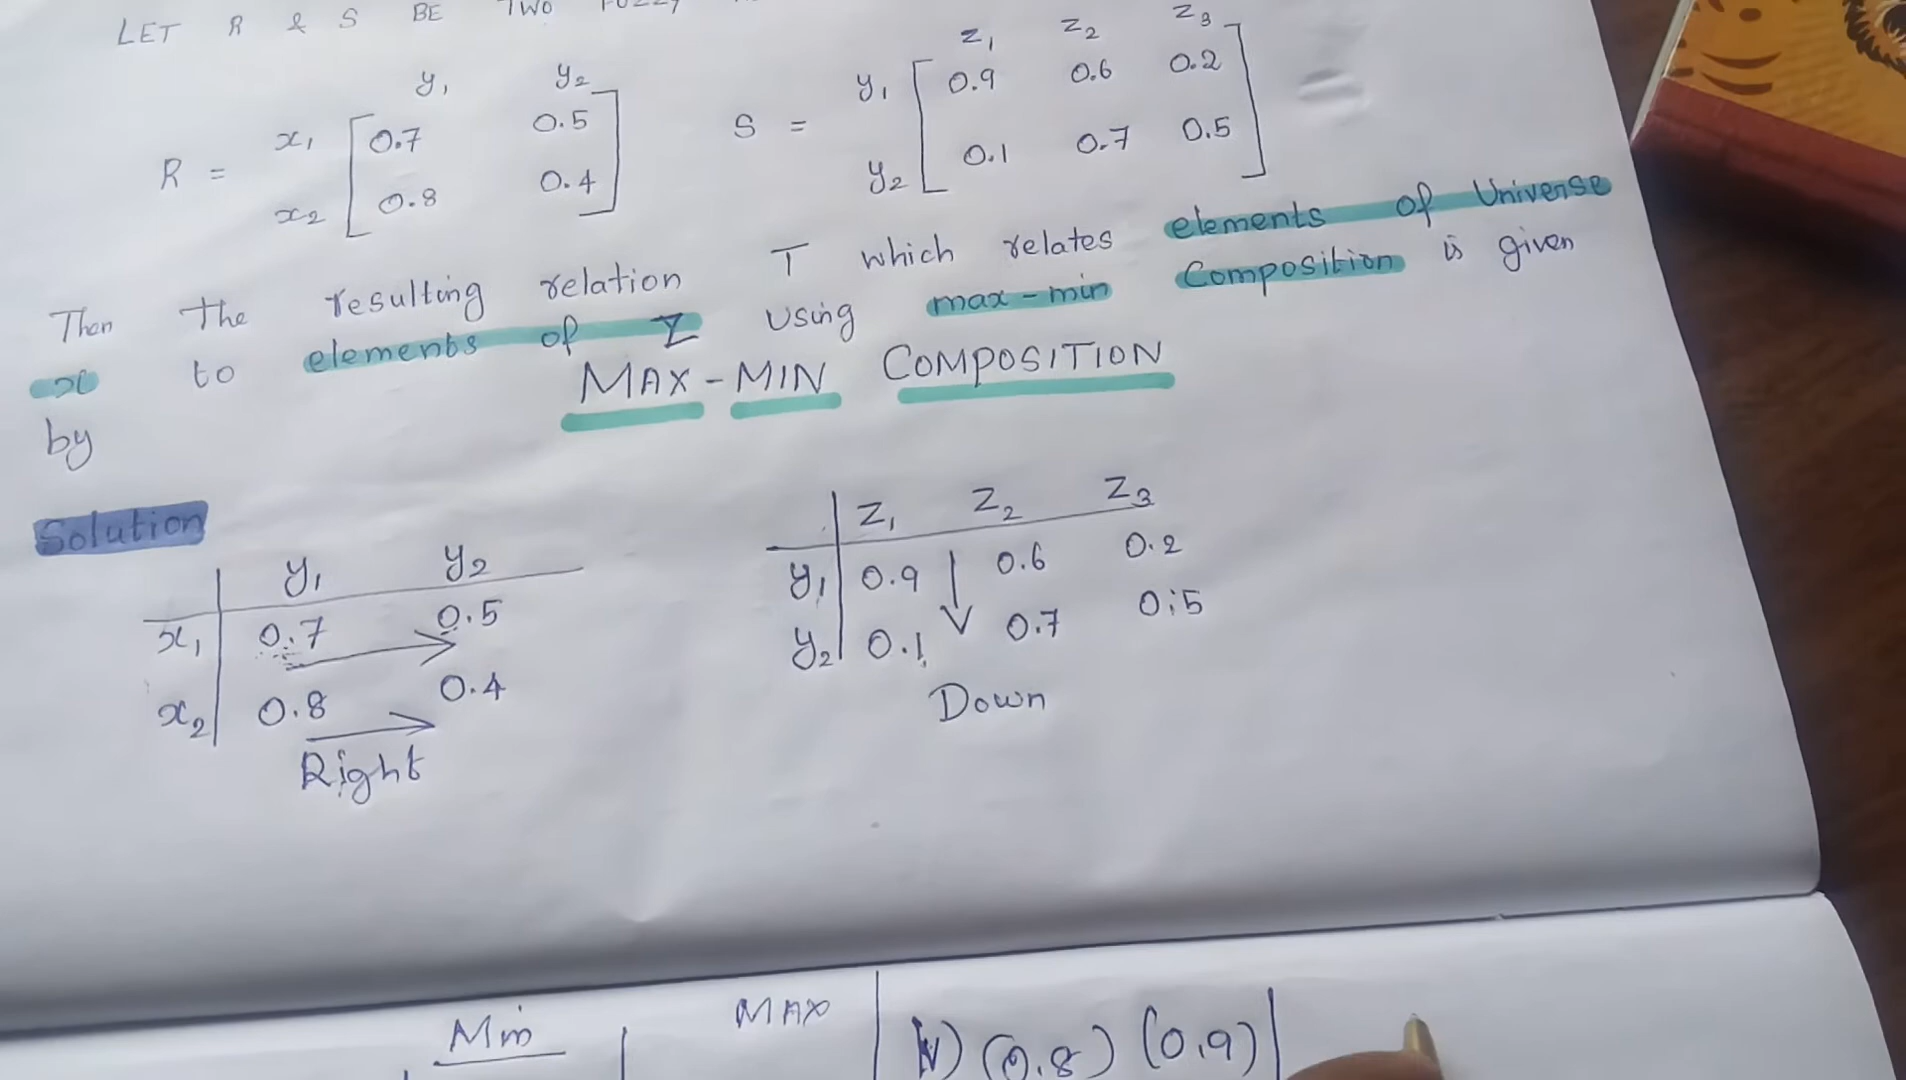 LET R & S BE TWO FUZZY
y₁ y₂
R = x₁ 0.7 0.5
x₂ 0.8 0.4
z₁ z₂ z₃
S = y₁ 0.9 0.6 0.2
y₂ 0.1 0.7 0.5
Then the resulting relation T which relates elements of Universe
x to elements of Z using max-min Composition is given
by
MAX-MIN COMPOSITION
Solution
y₁ y₂
x₁ 0.7 0.5
x₂ 0.8 0.4
Right
Z₁ Z₂ Z₃
y₁ 0.9 0.6 0.2
y₂ 0.1 0.7 0.5
Down
Min MAX (0.8) (0.9)